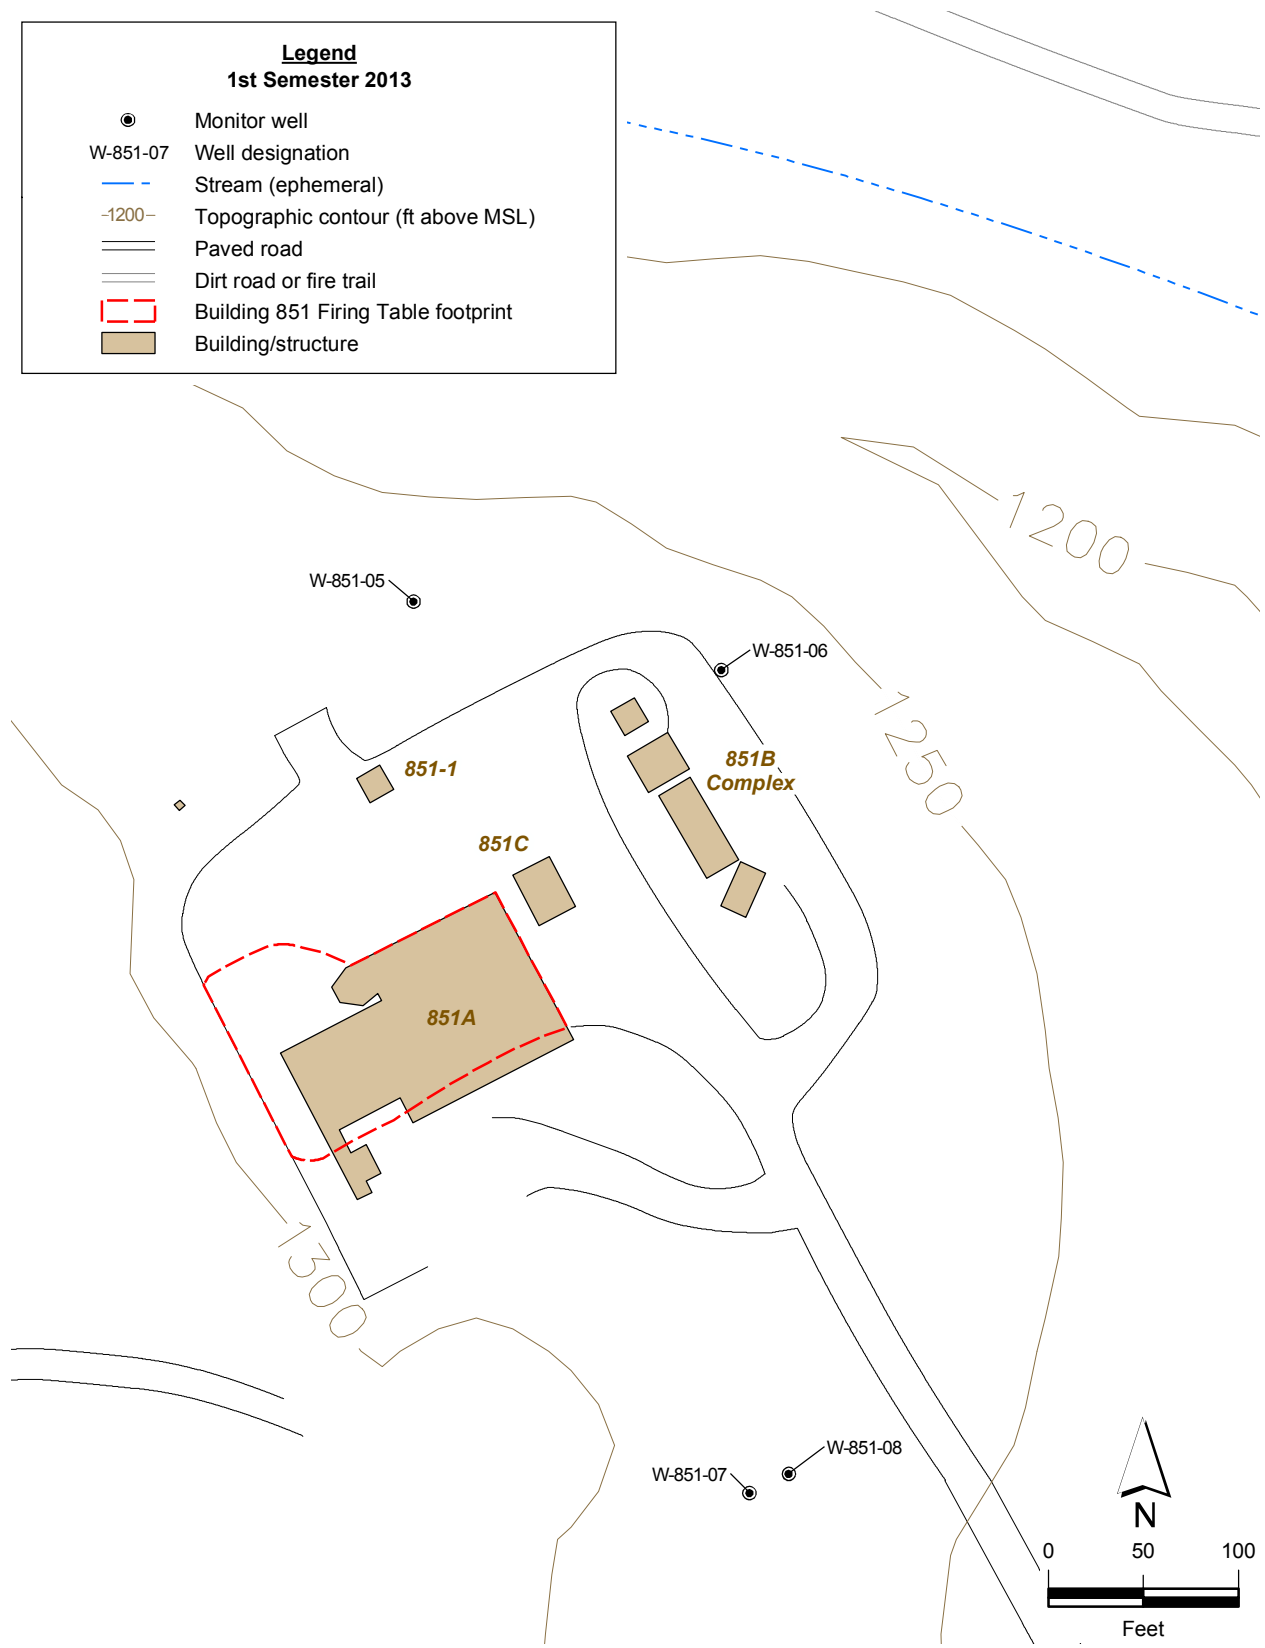 Legend
1st Semester 2013
Monitor well
W-851-07 Well designation
Stream (ephemeral)
-1200- Topographic contour (ft above MSL)
Paved road
Dirt road or fire trail
Building 851 Firing Table footprint
Building/structure
1200
W-851-05
W-851-06
1250
851B
Complex
851-1
851C
851A
1300
W-851-08
W-851-07
N
0 50 100
Feet